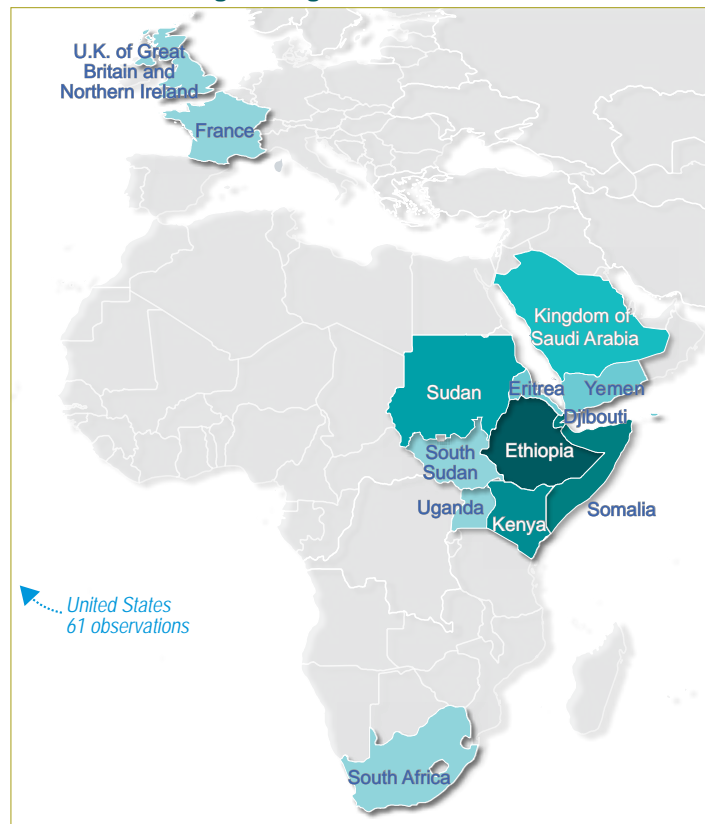 U.K. of Great
Britain and
Northern Ireland
France
Kingdom of
Saudi Arabia
Sudan
Eritrea
Yemen
Djibouti
Ethiopia
South
Sudan
Uganda
Kenya
Somalia
United States
61 observations
South Africa